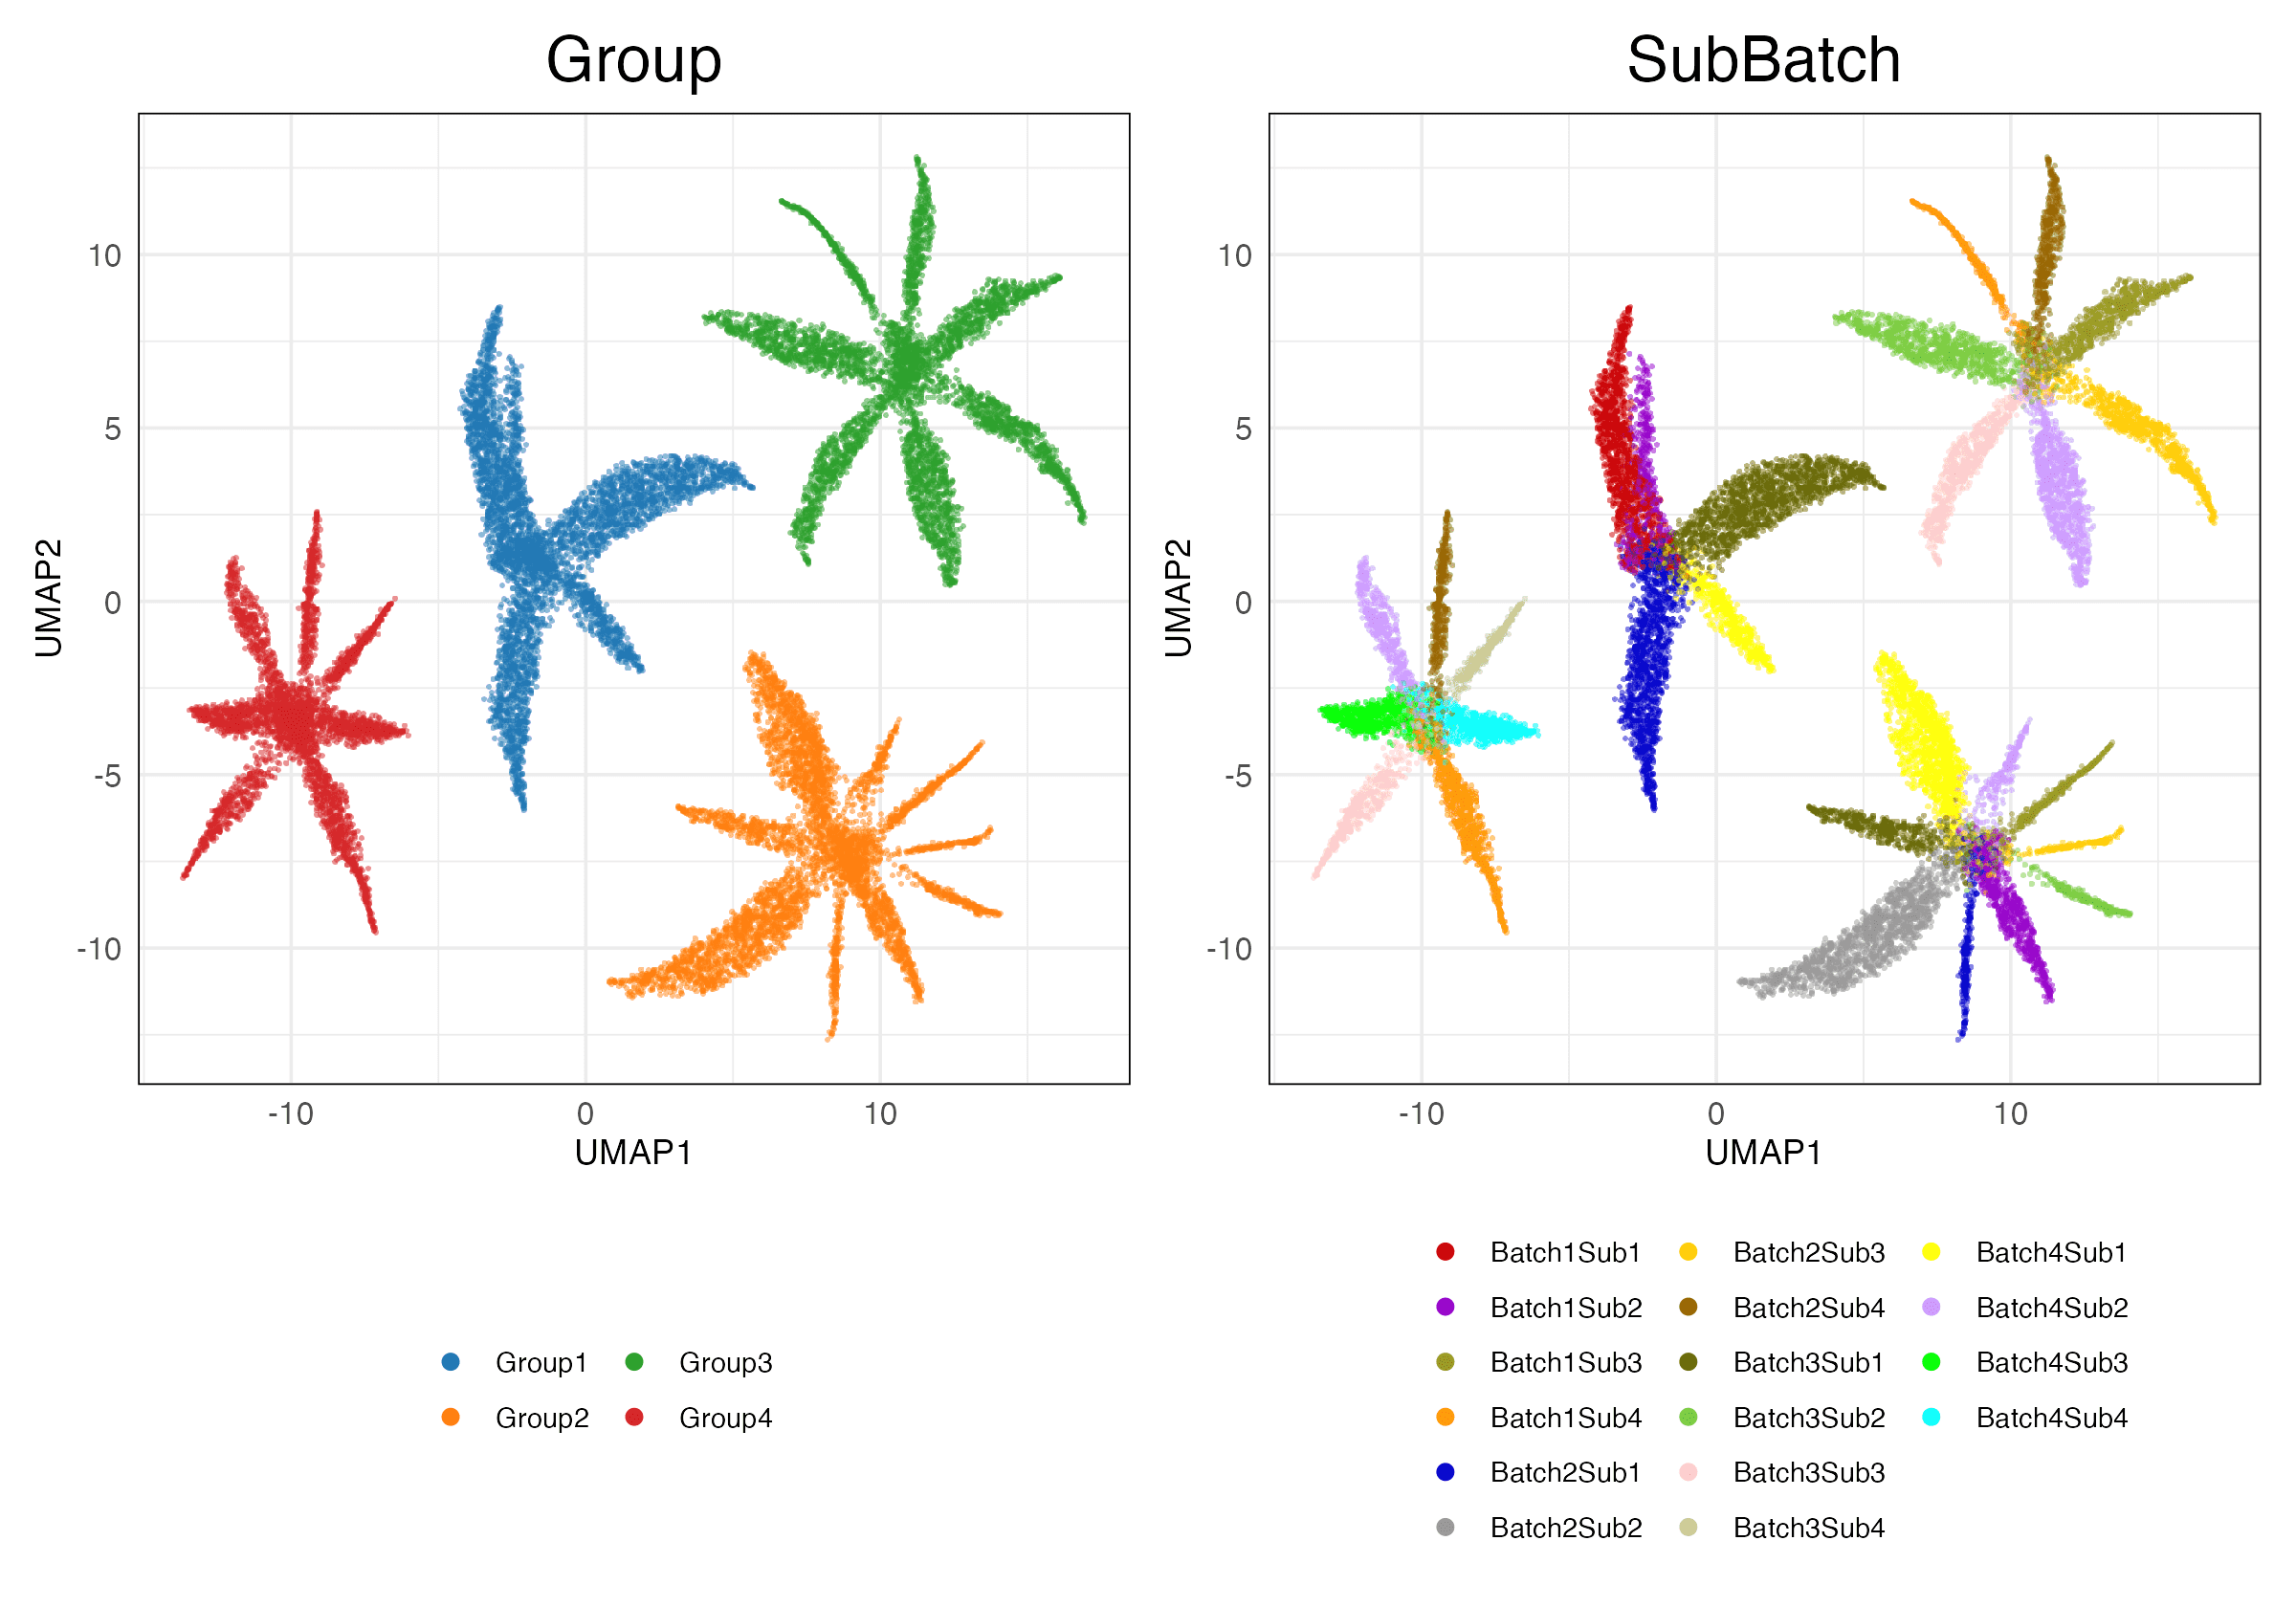 Group
SubBatch
UMAP2
10
5
0
-5
-10
-10
0
10
UMAP1
UMAP2
10
5
0
-5
-10
-10
0
10
UMAP1
Group1
Group2
Group3
Group4
Batch1Sub1
Batch1Sub2
Batch1Sub3
Batch1Sub4
Batch2Sub1
Batch2Sub2
Batch2Sub3
Batch2Sub4
Batch3Sub1
Batch3Sub2
Batch3Sub3
Batch3Sub4
Batch4Sub1
Batch4Sub2
Batch4Sub3
Batch4Sub4